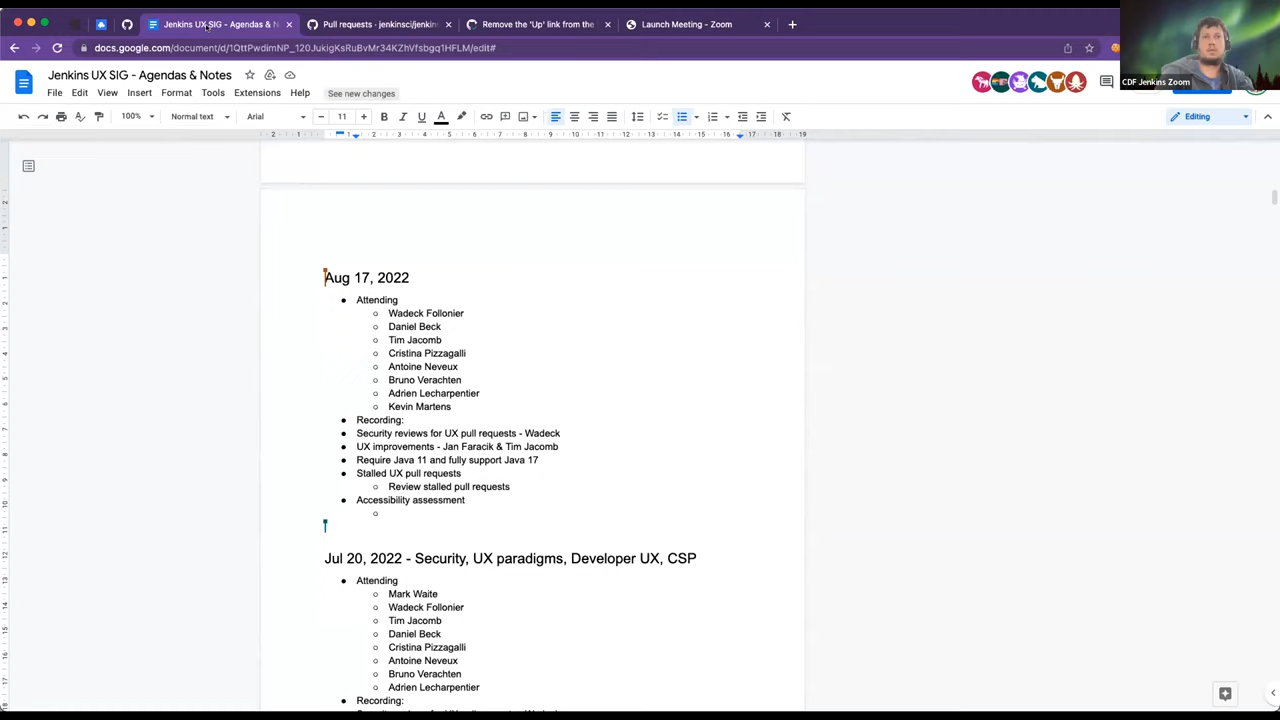 Jenkins UX SIG - Agendas & N
Pull requests · jenkinsci/jenkin
Remove the 'Up' link from the
Launch Meeting - Zoom
docs.google.com/document/d/1QttPwdimNP_120JukigKsRuBvMr34KZhVfsbgq1HFLM/edit#
CDF Jenkins Zoom
Jenkins UX SIG - Agendas & Notes
File Edit View Insert Format Tools Extensions Help See new changes
100% Normal text Arial 11 Editing
Aug 17, 2022
● Attending
○ Wadeck Follonier
○ Daniel Beck
○ Tim Jacomb
○ Cristina Pizzagalli
○ Antoine Neveux
○ Bruno Verachten
○ Adrien Lecharpentier
○ Kevin Martens
● Recording:
● Security reviews for UX pull requests - Wadeck
● UX improvements - Jan Faracik & Tim Jacomb
● Require Java 11 and fully support Java 17
● Stalled UX pull requests
○ Review stalled pull requests
● Accessibility assessment
○
Jul 20, 2022 - Security, UX paradigms, Developer UX, CSP
● Attending
○ Mark Waite
○ Wadeck Follonier
○ Tim Jacomb
○ Daniel Beck
○ Cristina Pizzagalli
○ Antoine Neveux
○ Bruno Verachten
○ Adrien Lecharpentier
● Recording: